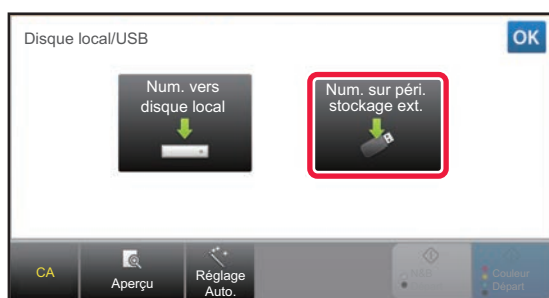 Disque local/USB
OK
Num. vers
disque local
Num. sur péri.
stockage ext.
CA
Aperçu
Réglage
Auto.
N&B
Couleur
Départ